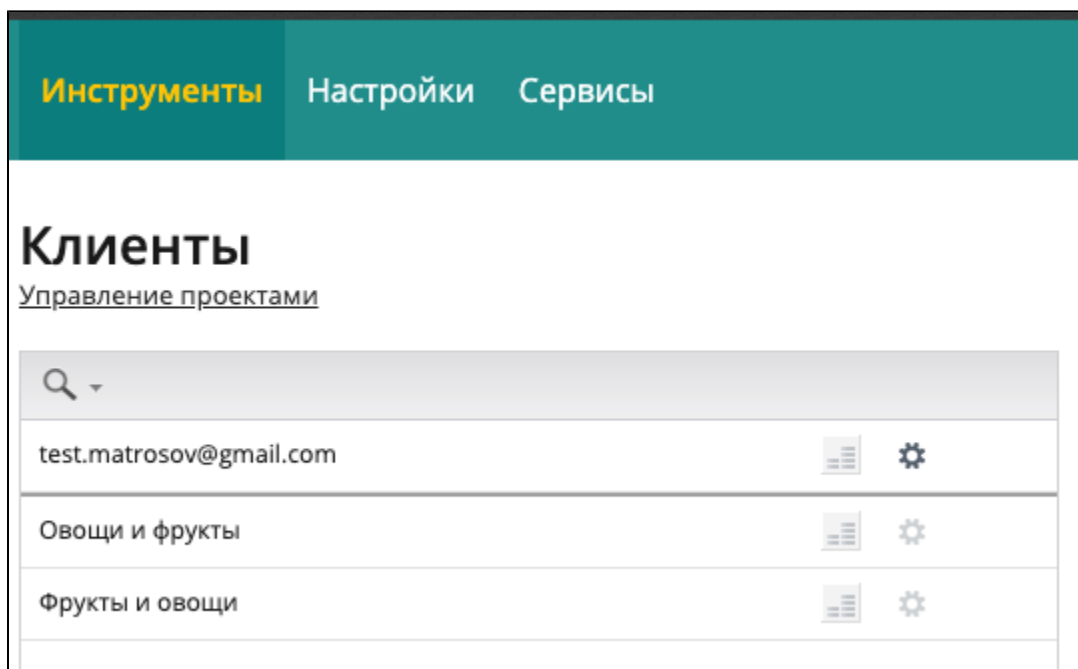 Инструменты Настройки Сервисы
Клиенты
Управление проектами
test.matrosov@gmail.com
Овощи и фрукты
Фрукты и овощи